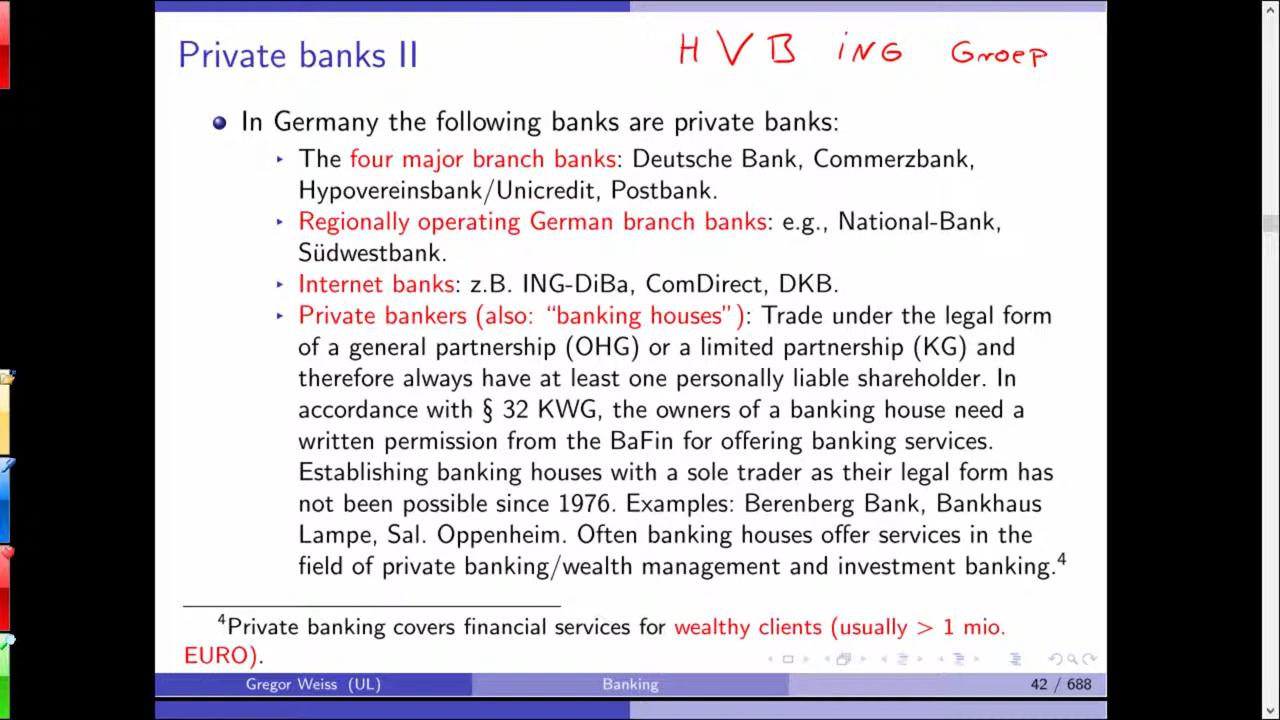 Private banks II
H V B ING Groep
In Germany the following banks are private banks:
The four major branch banks: Deutsche Bank, Commerzbank,
Hypovereinsbank/Unicredit, Postbank.
Regionally operating German branch banks: e.g., National-Bank,
Südwestbank.
Internet banks: z.B. ING-DiBa, ComDirect, DKB.
Private bankers (also: “banking houses”): Trade under the legal form
of a general partnership (OHG) or a limited partnership (KG) and
therefore always have at least one personally liable shareholder. In
accordance with § 32 KWG, the owners of a banking house need a
written permission from the BaFin for offering banking services.
Establishing banking houses with a sole trader as their legal form has
not been possible since 1976. Examples: Berenberg Bank, Bankhaus
Lampe, Sal. Oppenheim. Often banking houses offer services in the
field of private banking/wealth management and investment banking.⁴
⁴Private banking covers financial services for wealthy clients (usually > 1 mio.
EURO).
Gregor Weiss (UL) Banking 42 / 688